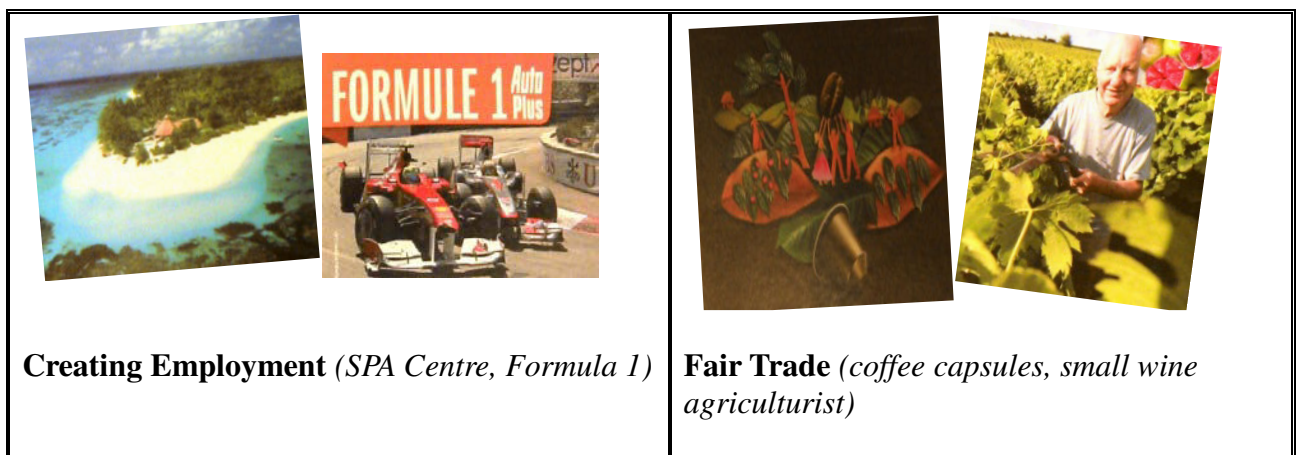 FORMULE 1 Auto
Plus
Creating Employment (SPA Centre, Formula 1)
Fair Trade (coffee capsules, small wine
agriculturist)